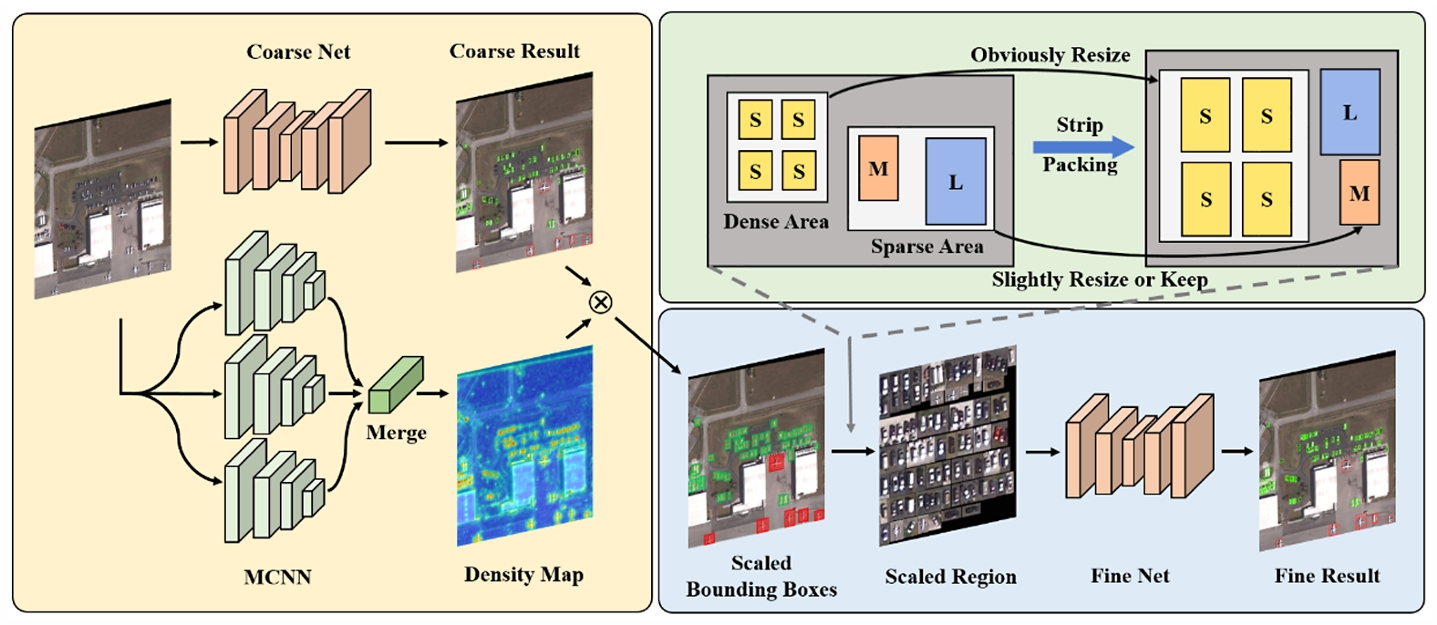 Coarse Net
Coarse Result
MCNN
Merge
Density Map
Obviously Resize
S S
S S
Dense Area
M
L
Sparse Area
Strip
Packing
S S
S S
L
M
Slightly Resize or Keep
Scaled
Bounding Boxes
Scaled Region
Fine Net
Fine Result